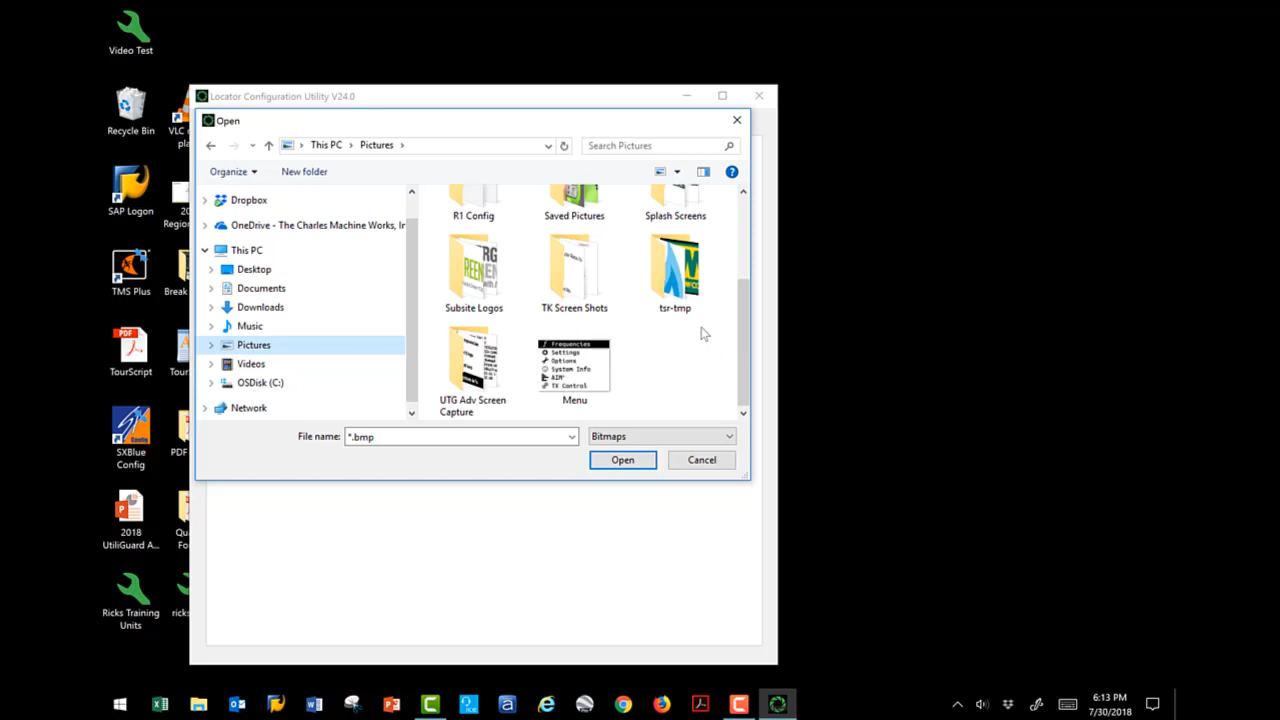 Video Test
Recycle Bin
VLC
pla
SAP Logon
20
Region
TMS Plus
Break
TourScript
Tour
SXBlue
Config
PDF
2018
UtiliGuard A...
Qu
Fo
Ricks Training
Units
ricks
Locator Configuration Utility V24.0
Open
This PC
Pictures
Search Pictures
Organize
New folder
Dropbox
OneDrive - The Charles Machine Works, In
This PC
Desktop
Documents
Downloads
Music
Pictures
Videos
OSDisk (C:)
Network
R1 Config
Saved Pictures
Splash Screens
Subsite Logos
TK Screen Shots
tsr-tmp
UTG Adv Screen
Capture
Frequencies
Settings
Options
System Info
AIM
TX Control
Menu
File name:
*.bmp
Bitmaps
Open
Cancel
6:13 PM
7/30/2018